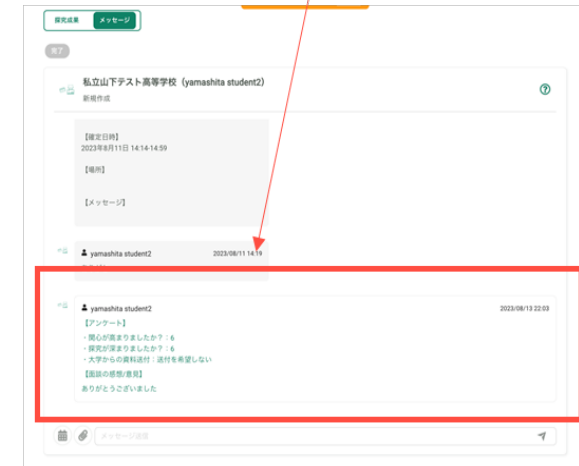 探究成果 メッセージ
完了
私立山下テスト高等学校（yamashita student2）
新規作成
【確定日時】
2023年8月11日 14:14-14:59
【場所】
【メッセージ】
yamashita student2 2023/08/11 14:19
yamashita student2 2023/08/13 22:03
【アンケート】
・関心が高まりましたか？：6
・探究が深まりましたか？：6
・大学からの資料送付：送付を希望しない
【面談の感想/意見】
ありがとうございました
メッセージ送信